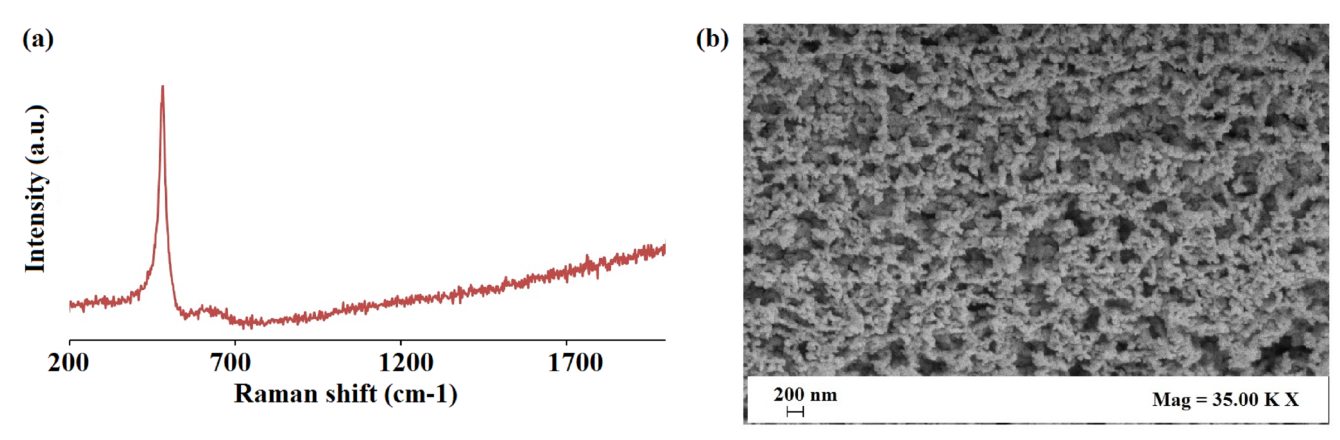 (a)
Intensity (a.u.)
200 700 1200 1700
Raman shift (cm-1)
(b)
200 nm
Mag = 35.00 K X